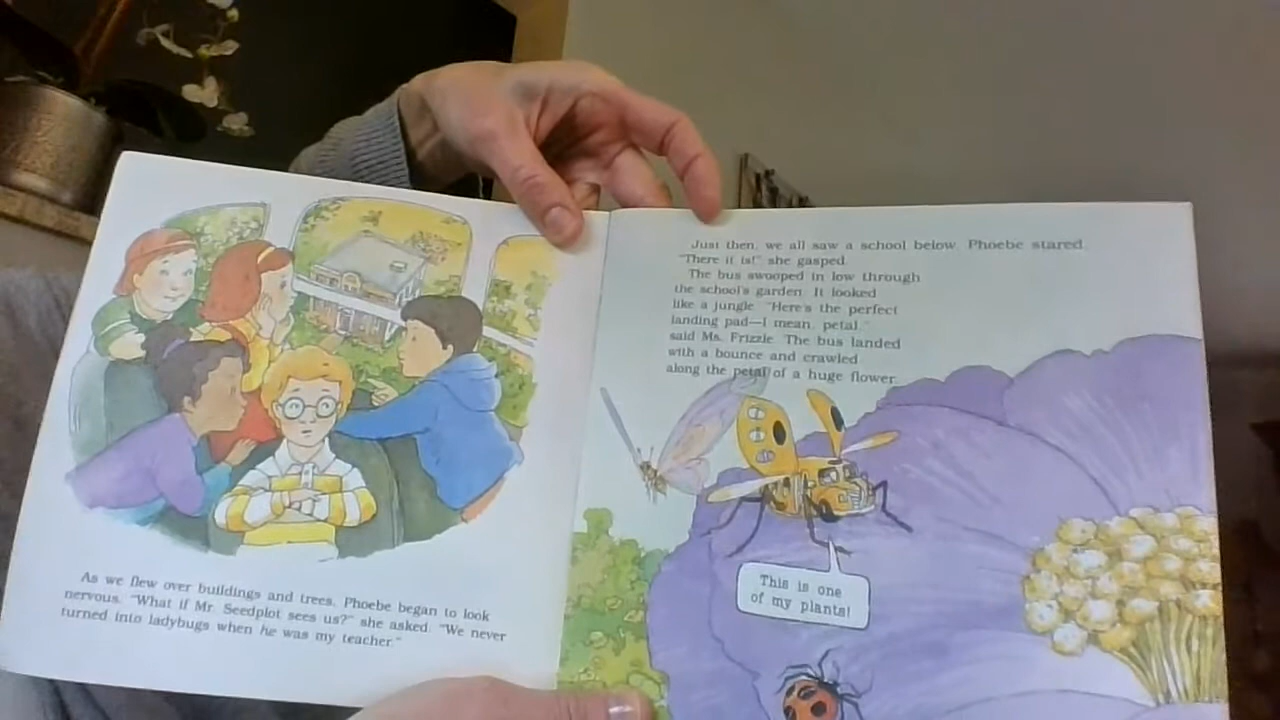 As we flew over buildings and trees, Phoebe began to look
nervous. "What if Mr. Seedplot sees us?" she asked. "We never
turned into ladybugs when he was my teacher."
Just then, we all saw a school below. Phoebe stared.
"There it is!" she gasped.
The bus swooped in low through
the school's garden. It looked
like a jungle. "Here's the perfect
landing pad—I mean, petal,"
said Ms. Frizzle. The bus landed
with a bounce and crawled
along the petal of a huge flower.
This is one
of my plants!